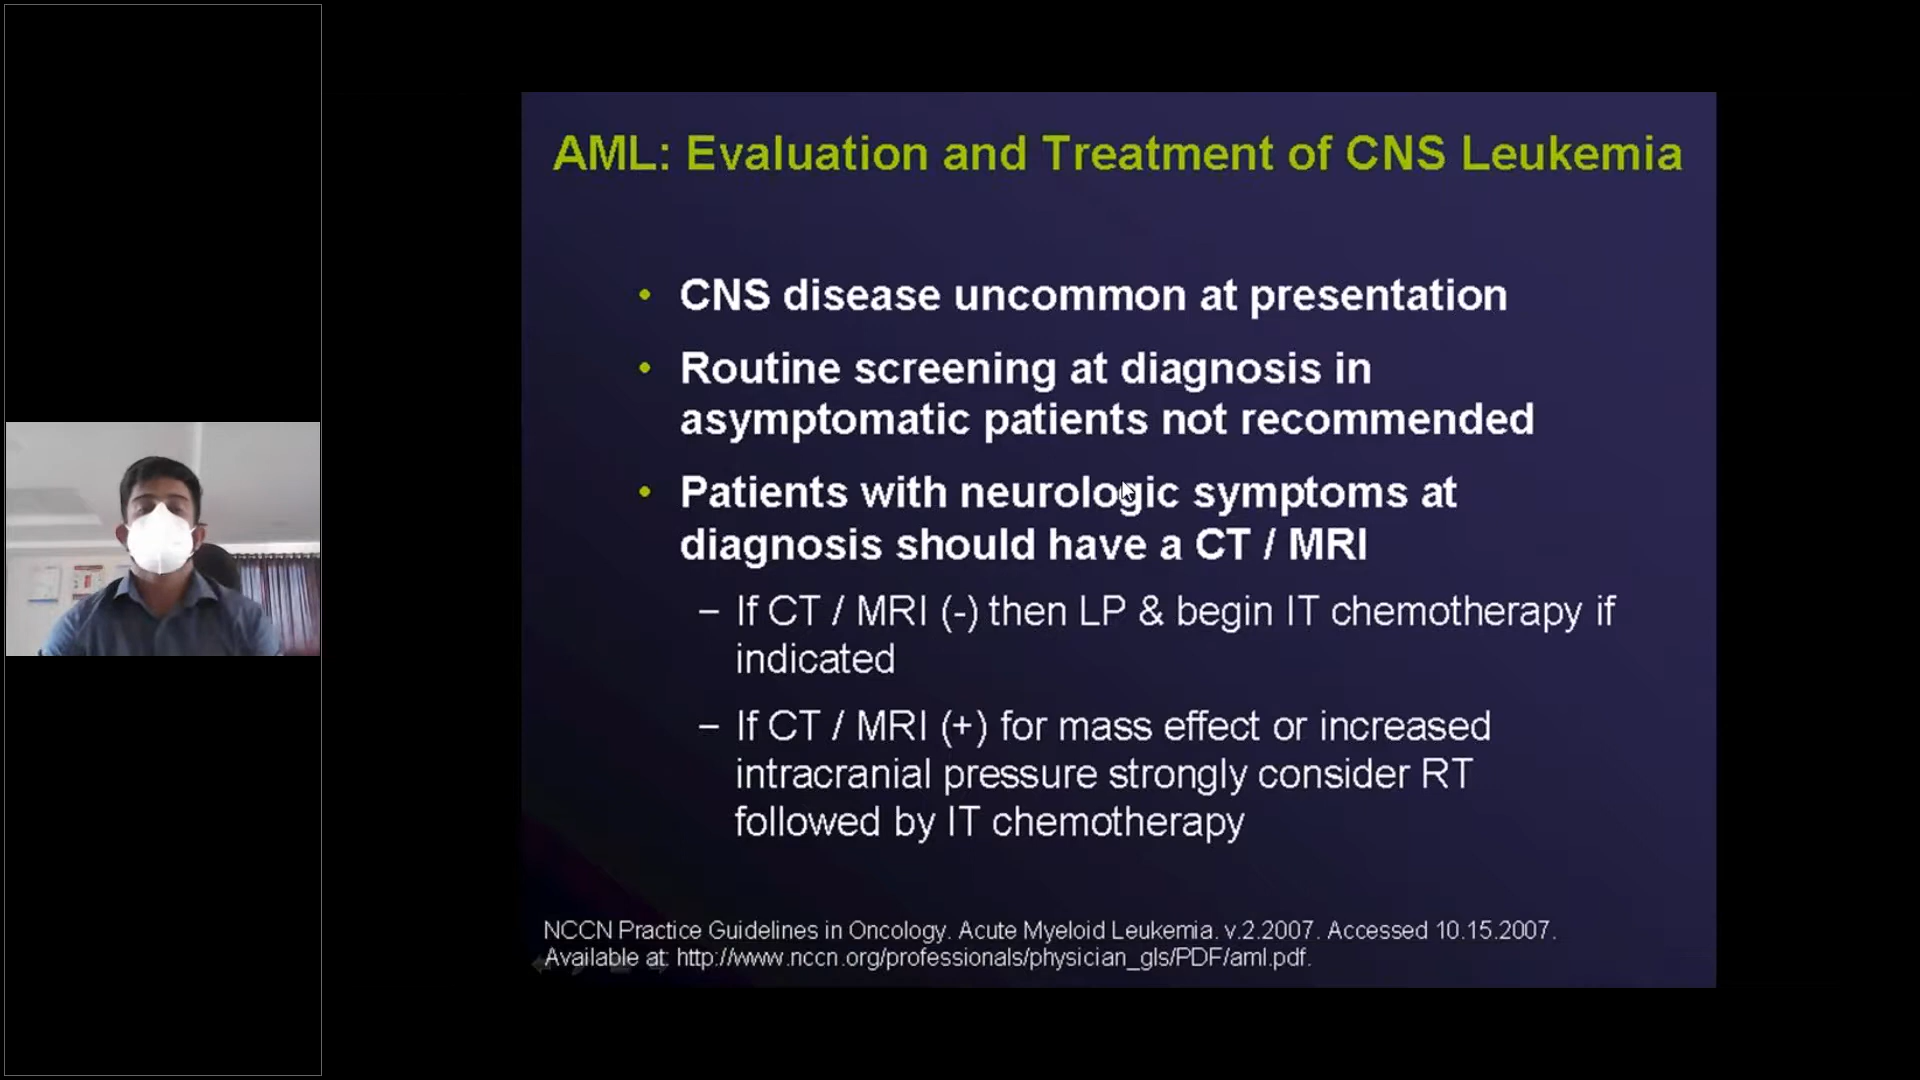 AML: Evaluation and Treatment of CNS Leukemia
• CNS disease uncommon at presentation
• Routine screening at diagnosis in
asymptomatic patients not recommended
• Patients with neurologic symptoms at
diagnosis should have a CT / MRI
– If CT / MRI (-) then LP & begin IT chemotherapy if
indicated
– If CT / MRI (+) for mass effect or increased
intracranial pressure strongly consider RT
followed by IT chemotherapy
NCCN Practice Guidelines in Oncology. Acute Myeloid Leukemia. v.2.2007. Accessed 10.15.2007.
Available at: http://www.nccn.org/professionals/physician_gls/PDF/aml.pdf.